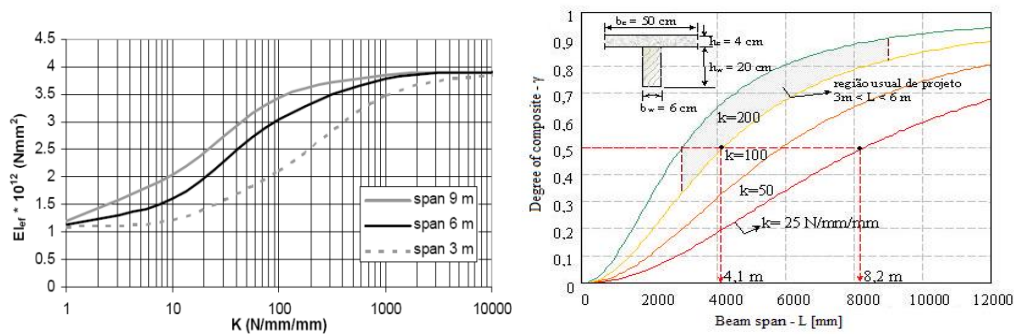 4.5
4
3.5
3
2.5
2
1.5
1
0.5
0
EIef * 10^12 (Nmm²)
span 9 m
span 6 m
span 3 m
1 10 100 1000 10000
K (N/mm/mm)
1
0,9
0,8
0,7
0,6
0,5
0,4
0,3
0,2
0,1
0
Degree of composite - γ
bc = 50 cm
hc = 4 cm
hw = 20 cm
bw = 6 cm
região usual de projeto
3m < L < 6 m
k=200
k=100
k=50
k= 25 N/mm/mm
4,1 m 8,2 m
0 2000 4000 6000 8000 10000 12000
Beam span - L [mm]